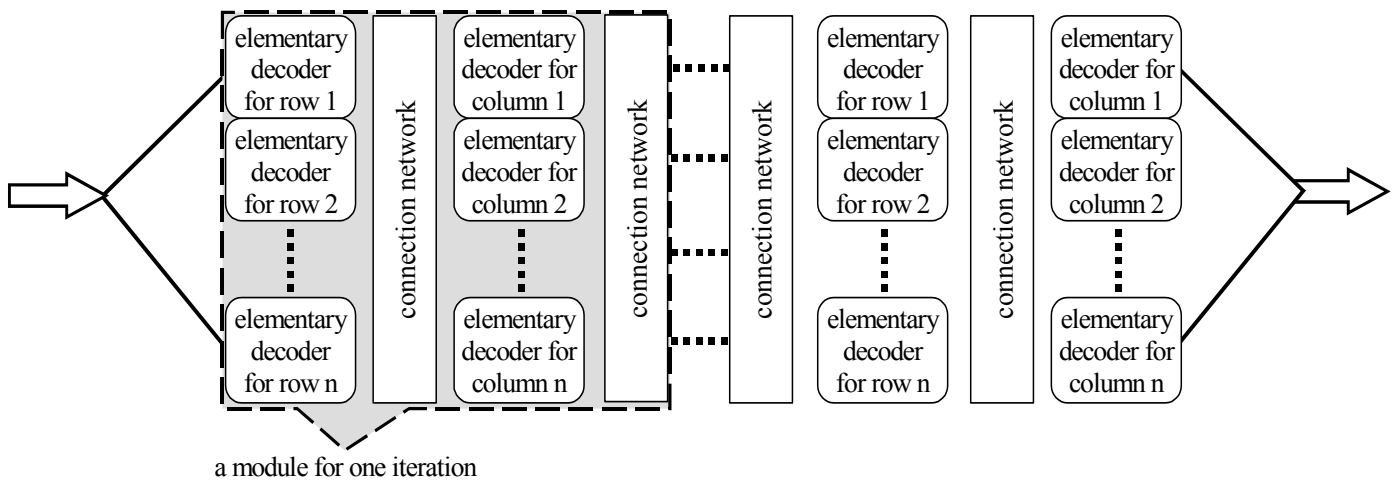 elementary
decoder
for row 1
elementary
decoder
for row 2
elementary
decoder
for row n
connection network
elementary
decoder for
column 1
elementary
decoder for
column 2
elementary
decoder for
column n
connection network
connection network
elementary
decoder
for row 1
elementary
decoder
for row 2
elementary
decoder
for row n
connection network
elementary
decoder for
column 1
elementary
decoder for
column 2
elementary
decoder for
column n
a module for one iteration